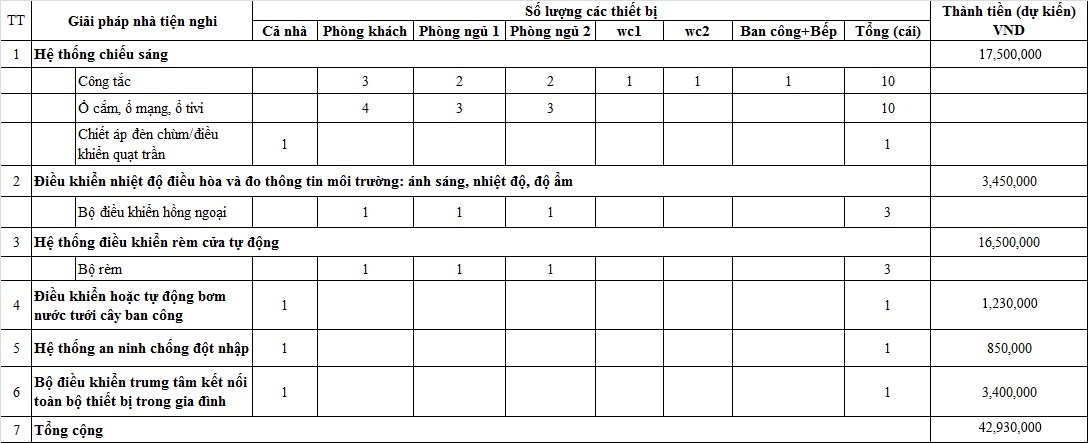 TT Giải pháp nhà tiện nghi Số lượng các thiết bị Thành tiền (dự kiến) VND
Cả nhà Phòng khách Phòng ngủ 1 Phòng ngủ 2 wc1 wc2 Ban công+Bếp Tổng (cái)
1 Hệ thống chiếu sáng 17,500,000
Công tắc 3 2 2 1 1 1 10
Ổ cắm, ổ mạng, ổ tivi 4 3 3 10
Chiết áp đèn chùm/điều
khiển quạt trần 1 1
2 Điều khiển nhiệt độ điều hòa và đo thông tin môi trường: ánh sáng, nhiệt độ, độ ẩm 3,450,000
Bộ điều khiển hồng ngoại 1 1 1 3
3 Hệ thống điều khiển rèm cửa tự động 16,500,000
Bộ rèm 1 1 1 3
4 Điều khiển hoặc tự động bơm
nước tưới cây ban công 1 1 1,230,000
5 Hệ thống an ninh chống đột nhập 1 1 850,000
6 Bộ điều khiển trumg tâm kết nối
toàn bộ thiết bị trong gia đình 1 1 3,400,000
7 Tổng cộng 42,930,000